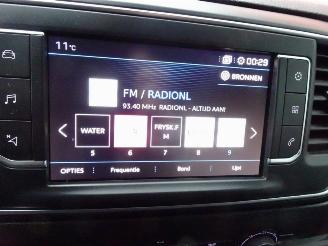 11°C
00:29
BRONNEN
FM / RADIONL
93.40 MHz RADIONL - ALTIJD AAN!
WATER
FRYSK.F
M
5 6 7 8 9
OPTIES Frequentie Band Lijst